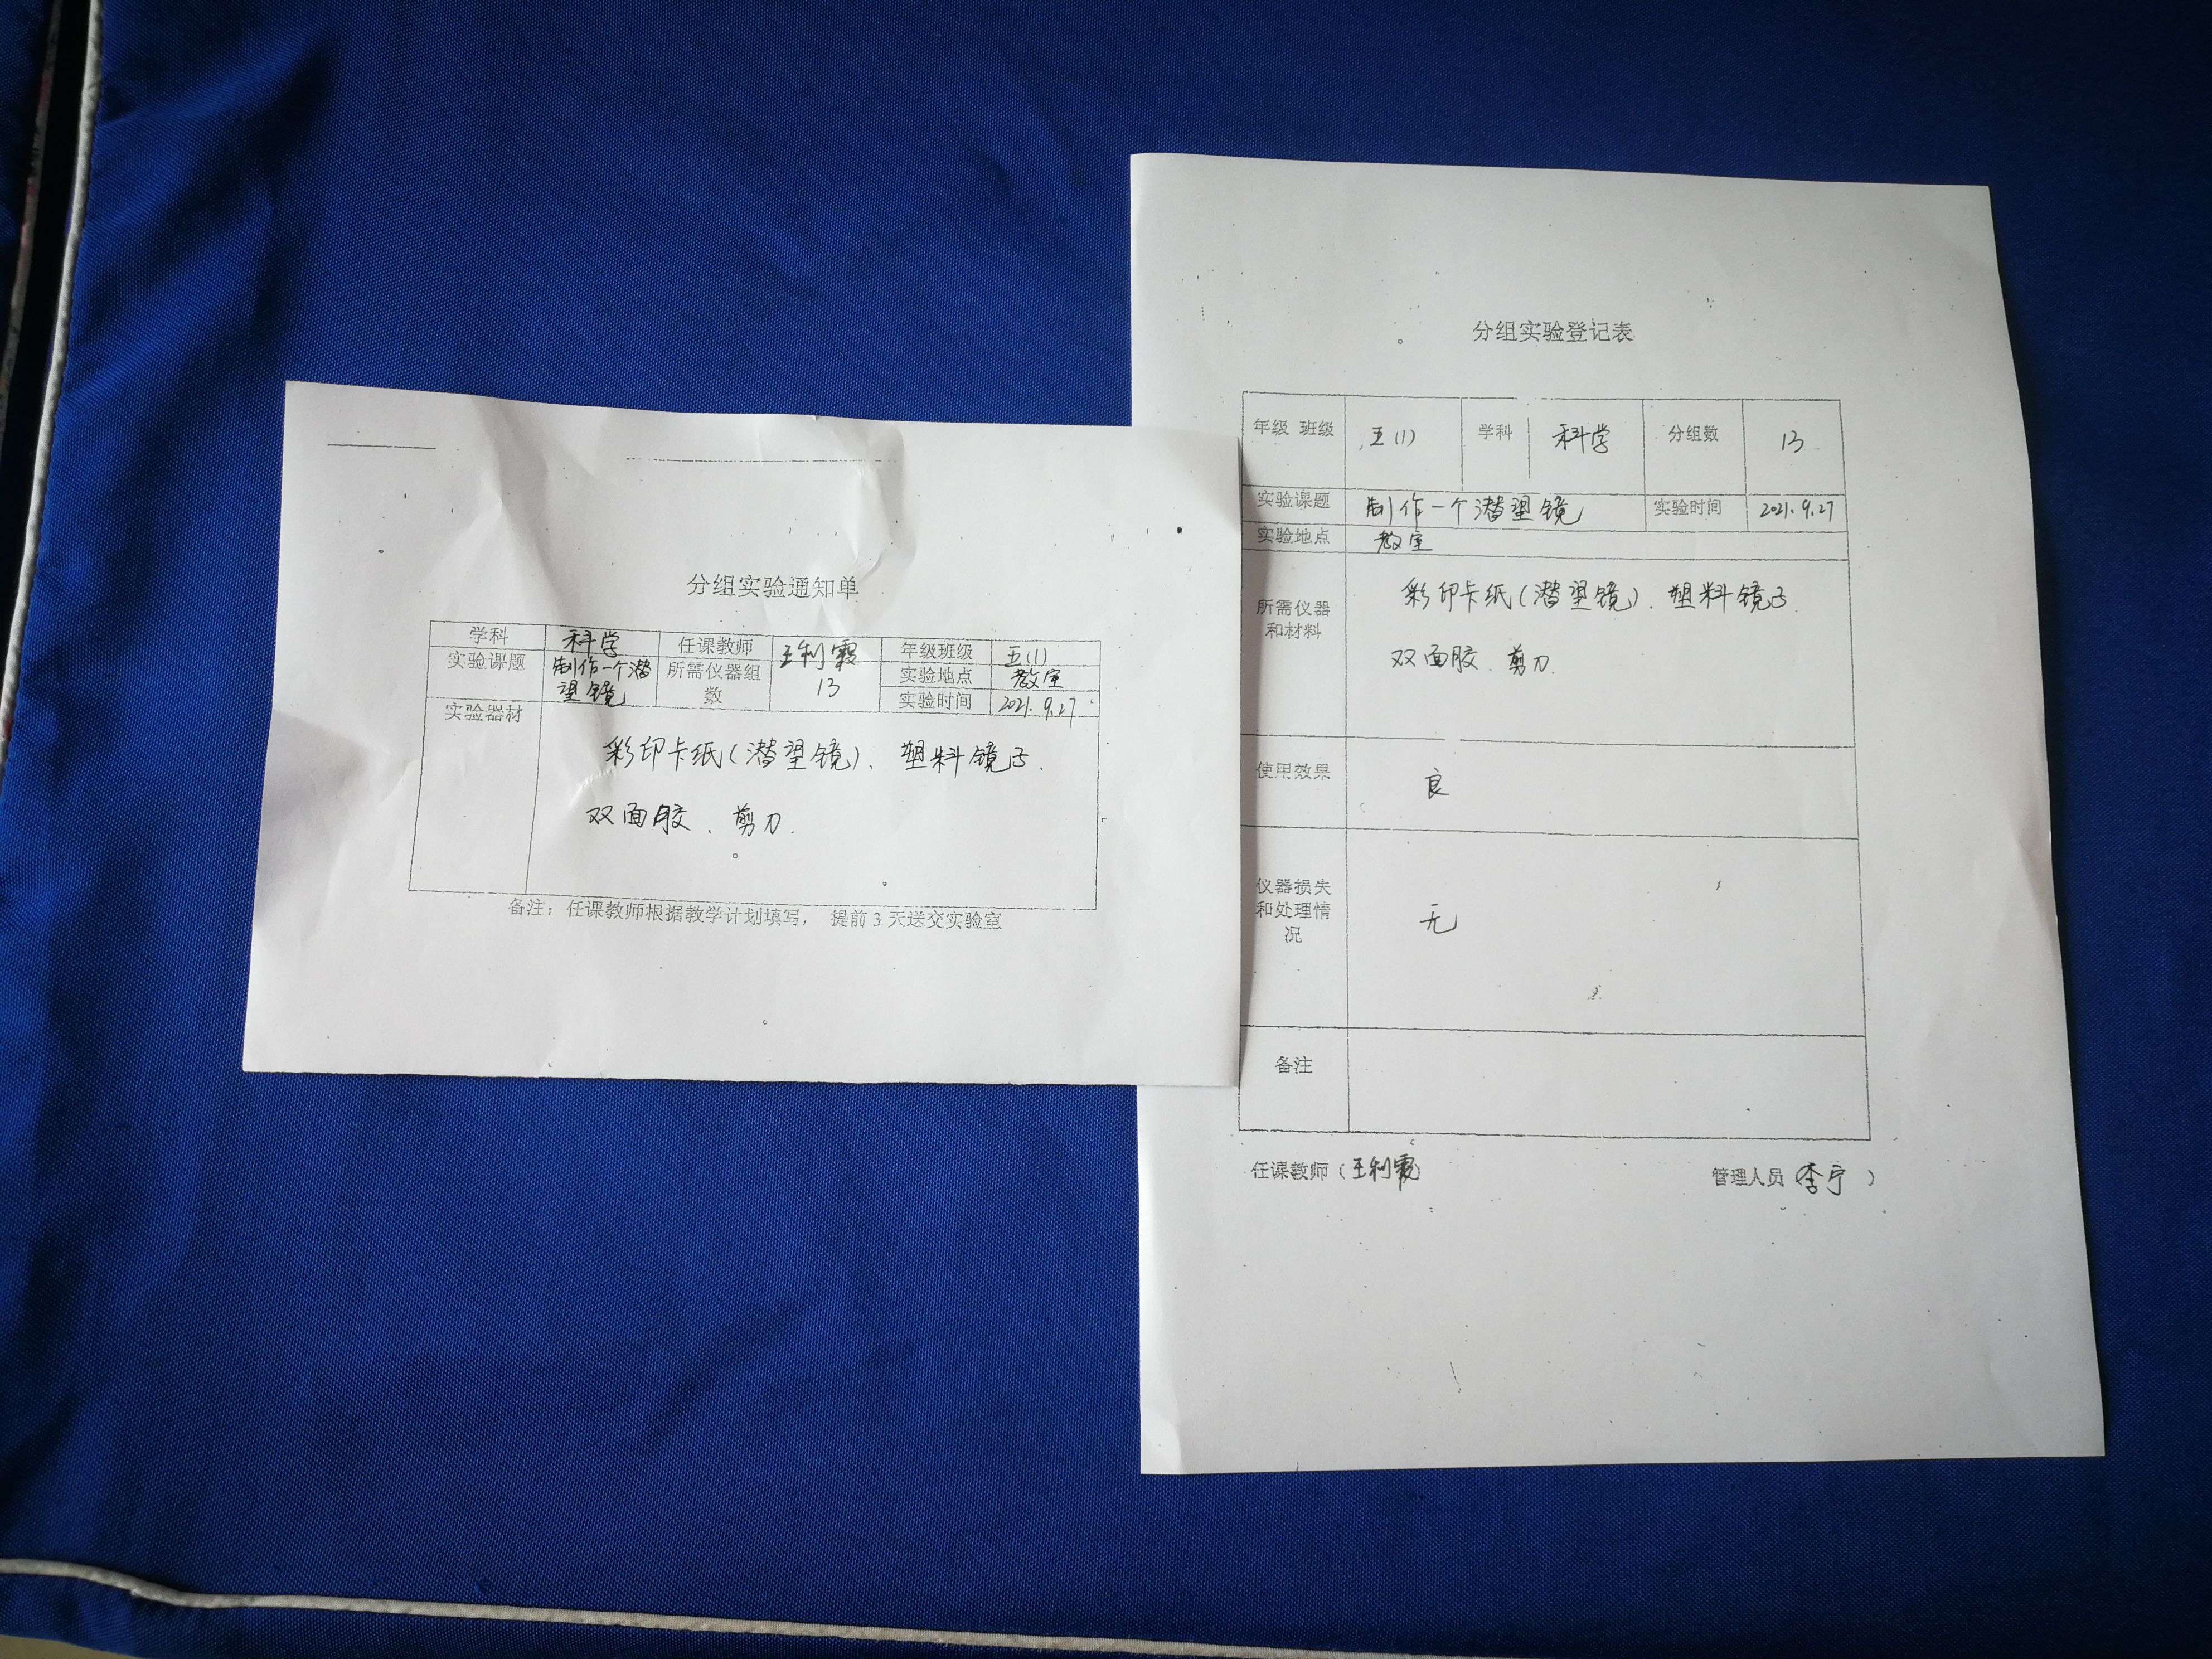 分组实验通知单
学科 科学 任课教师 王利霞 年级班级 五(1)
实验课题 制作一个潜望镜 所需仪器组数 13 实验地点 教室
实验时间 2021.9.27
实验器材 彩印卡纸(潜望镜)、塑料镜子、
双面胶、剪刀.
备注：任课教师根据教学计划填写， 提前3天送交实验室
分组实验登记表
年级 班级 五(1) 学科 科学 分组数 13
实验课题 制作一个潜望镜 实验时间 2021.9.27
实验地点 教室
所需仪器和材料 彩印卡纸(潜望镜)、塑料镜子、
双面胶、剪刀.
使用效果 良
仪器损失和处理情况 无
备注
任课教师（王利霞 管理人员（李宁）